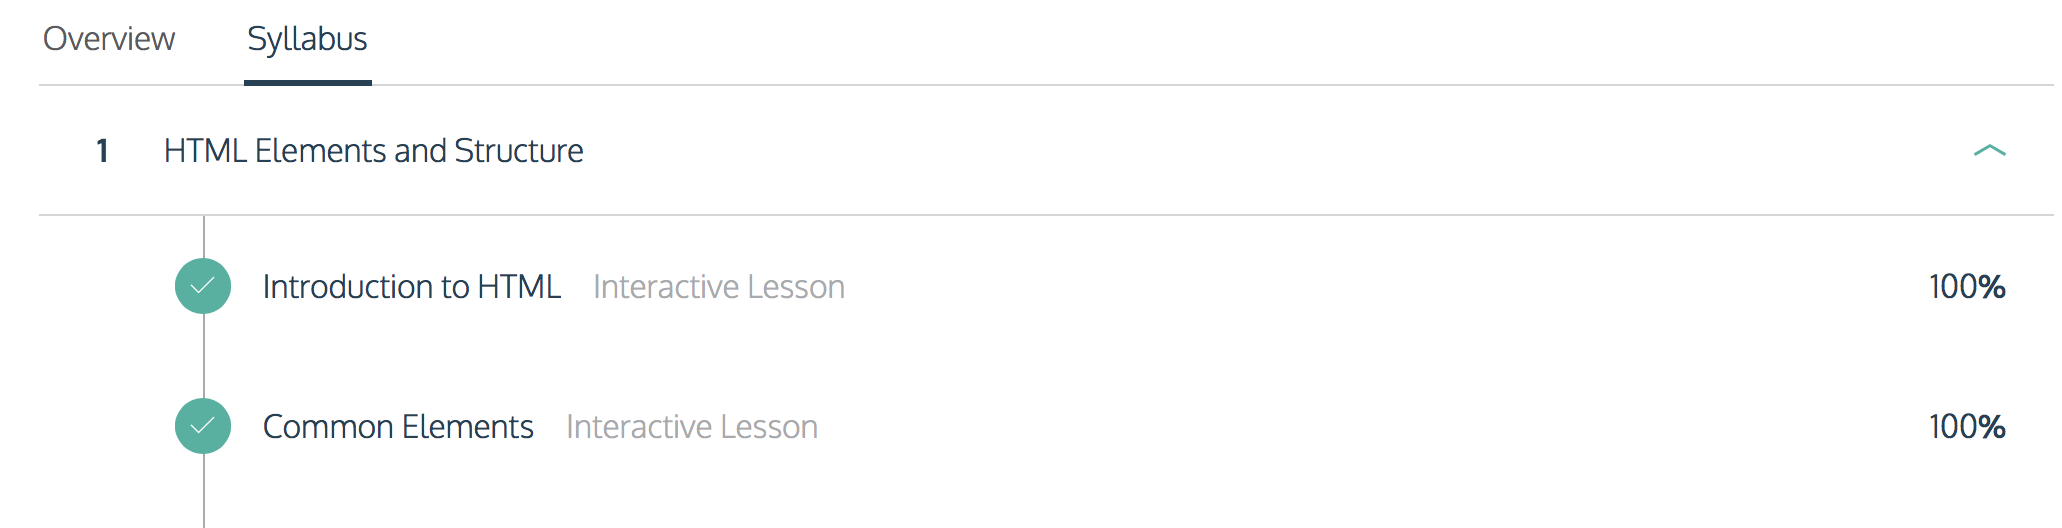 Overview Syllabus
1 HTML Elements and Structure
Introduction to HTML Interactive Lesson 100%
Common Elements Interactive Lesson 100%